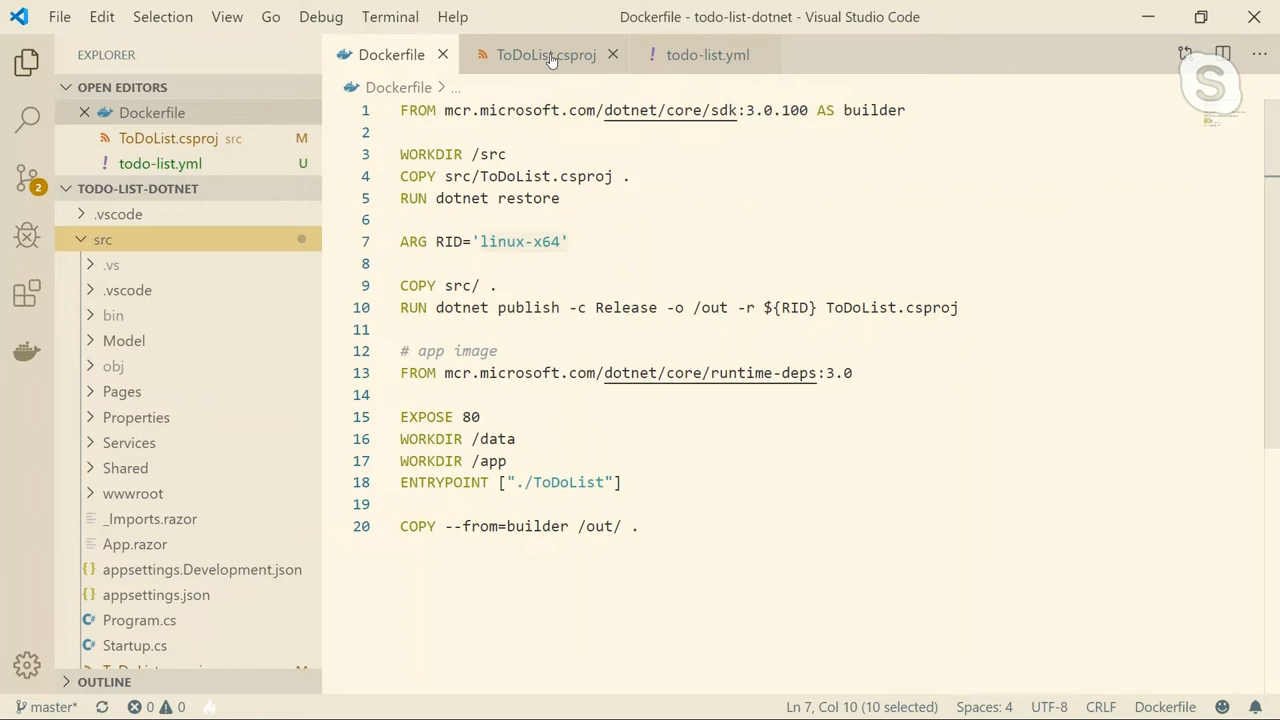 File Edit Selection View Go Debug Terminal Help Dockerfile - todo-list-dotnet - Visual Studio Code
EXPLORER
OPEN EDITORS
Dockerfile
ToDoList.csproj src M
todo-list.yml U
TODO-LIST-DOTNET
.vscode
src
.vs
.vscode
bin
Model
obj
Pages
Properties
Services
Shared
wwwroot
_Imports.razor
App.razor
{} appsettings.Development.json
{} appsettings.json
C# Program.cs
C# Startup.cs
OUTLINE
Dockerfile ToDoList.csproj ! todo-list.yml ...
S
Dockerfile > ...
1 FROM mcr.microsoft.com/dotnet/core/sdk:3.0.100 AS builder
2
3 WORKDIR /src
4 COPY src/ToDoList.csproj .
5 RUN dotnet restore
6
7 ARG RID='linux-x64'
8
9 COPY src/ .
10 RUN dotnet publish -c Release -o /out -r ${RID} ToDoList.csproj
11
12 # app image
13 FROM mcr.microsoft.com/dotnet/core/runtime-deps:3.0
14
15 EXPOSE 80
16 WORKDIR /data
17 WORKDIR /app
18 ENTRYPOINT ["./ToDoList"]
19
20 COPY --from=builder /out/ .
2
master* 0 0 Ln 7, Col 10 (10 selected) Spaces: 4 UTF-8 CRLF Dockerfile